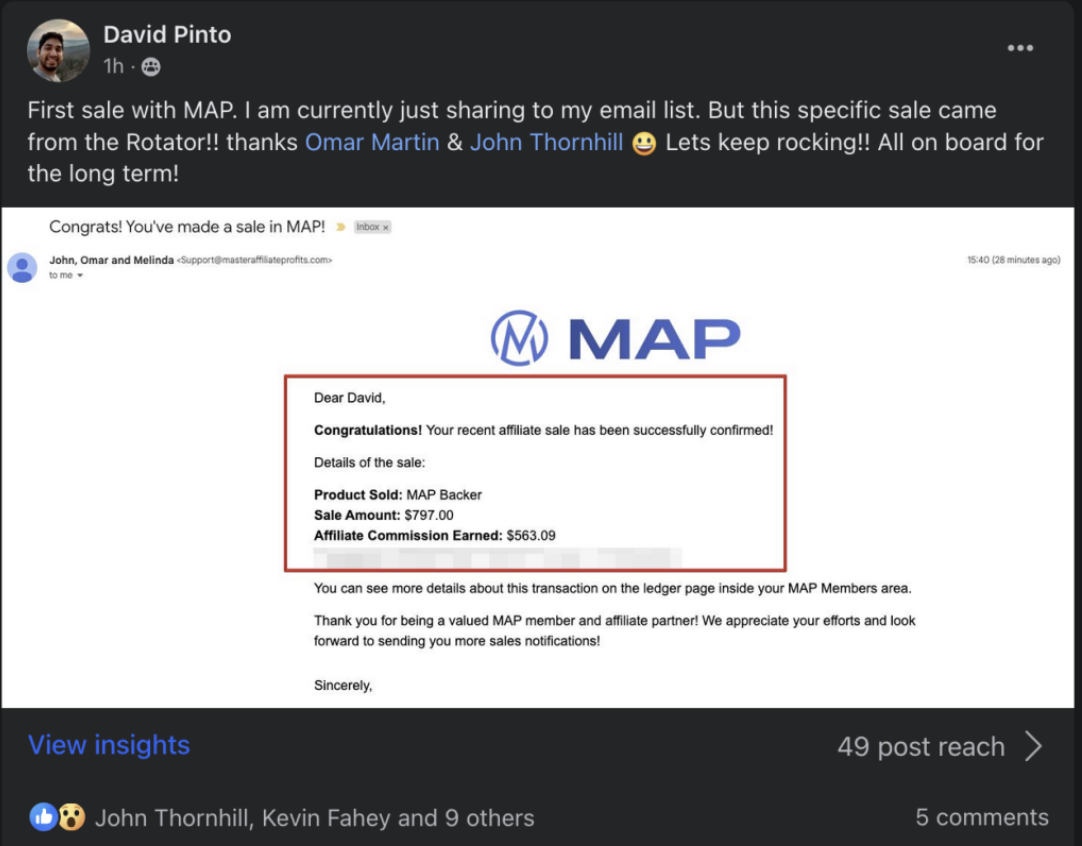 David Pinto
1h ·
First sale with MAP. I am currently just sharing to my email list. But this specific sale came
from the Rotator!! thanks Omar Martin & John Thornhill 😀 Lets keep rocking!! All on board for
the long term!
Congrats! You've made a sale in MAP! Inbox x
John, Omar and Melinda <Support@masteraffiliateprofits.com> 15:40 (28 minutes ago)
to me
MAP
Dear David,
Congratulations! Your recent affiliate sale has been successfully confirmed!
Details of the sale:
Product Sold: MAP Backer
Sale Amount: $797.00
Affiliate Commission Earned: $563.09
You can see more details about this transaction on the ledger page inside your MAP Members area.
Thank you for being a valued MAP member and affiliate partner! We appreciate your efforts and look
forward to sending you more sales notifications!
Sincerely,
View insights 49 post reach
John Thornhill, Kevin Fahey and 9 others 5 comments